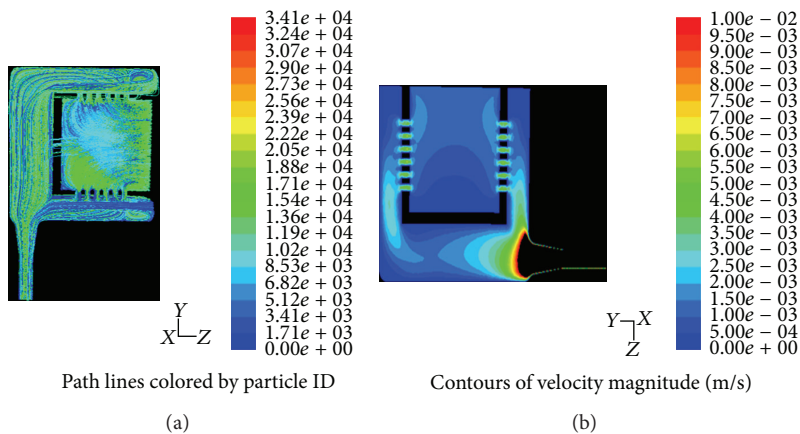 3.41e + 04
3.24e + 04
3.07e + 04
2.90e + 04
2.73e + 04
2.56e + 04
2.39e + 04
2.22e + 04
2.05e + 04
1.88e + 04
1.71e + 04
1.54e + 04
1.36e + 04
1.19e + 04
1.02e + 04
8.53e + 03
6.82e + 03
5.12e + 03
3.41e + 03
1.71e + 03
0.00e + 00
Y
X Z
Path lines colored by particle ID
(a)
1.00e − 02
9.50e − 03
9.00e − 03
8.50e − 03
8.00e − 03
7.50e − 03
7.00e − 03
6.50e − 03
6.00e − 03
5.50e − 03
5.00e − 03
4.50e − 03
4.00e − 03
3.50e − 03
3.00e − 03
2.50e − 03
2.00e − 03
1.50e − 03
1.00e − 03
5.00e − 04
0.00e + 00
Y X
Z
Contours of velocity magnitude (m/s)
(b)